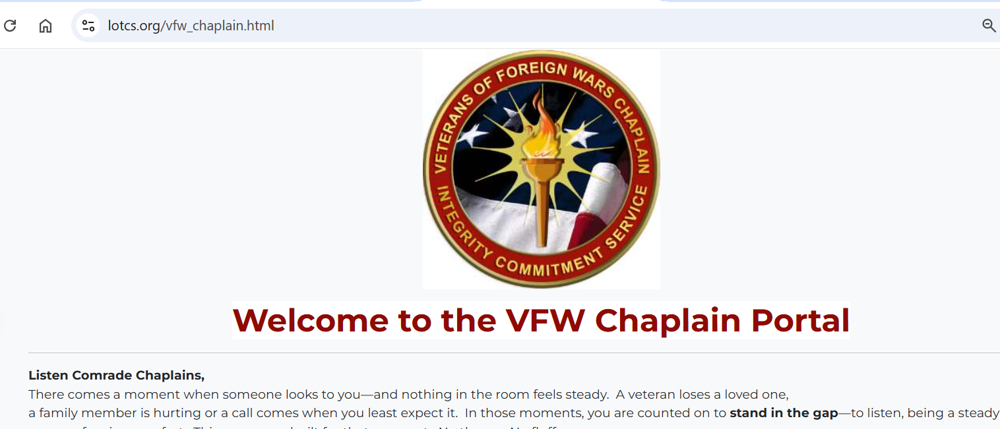 lotcs.org/vfw_chaplain.html
VETERANS OF FOREIGN WARS CHAPLAIN
INTEGRITY COMMITMENT SERVICE
Welcome to the VFW Chaplain Portal
Listen Comrade Chaplains,
There comes a moment when someone looks to you—and nothing in the room feels steady.  A veteran loses a loved one,
a family member is hurting or a call comes when you least expect it.  In those moments, you are counted on to stand in the gap—to listen, being a steady